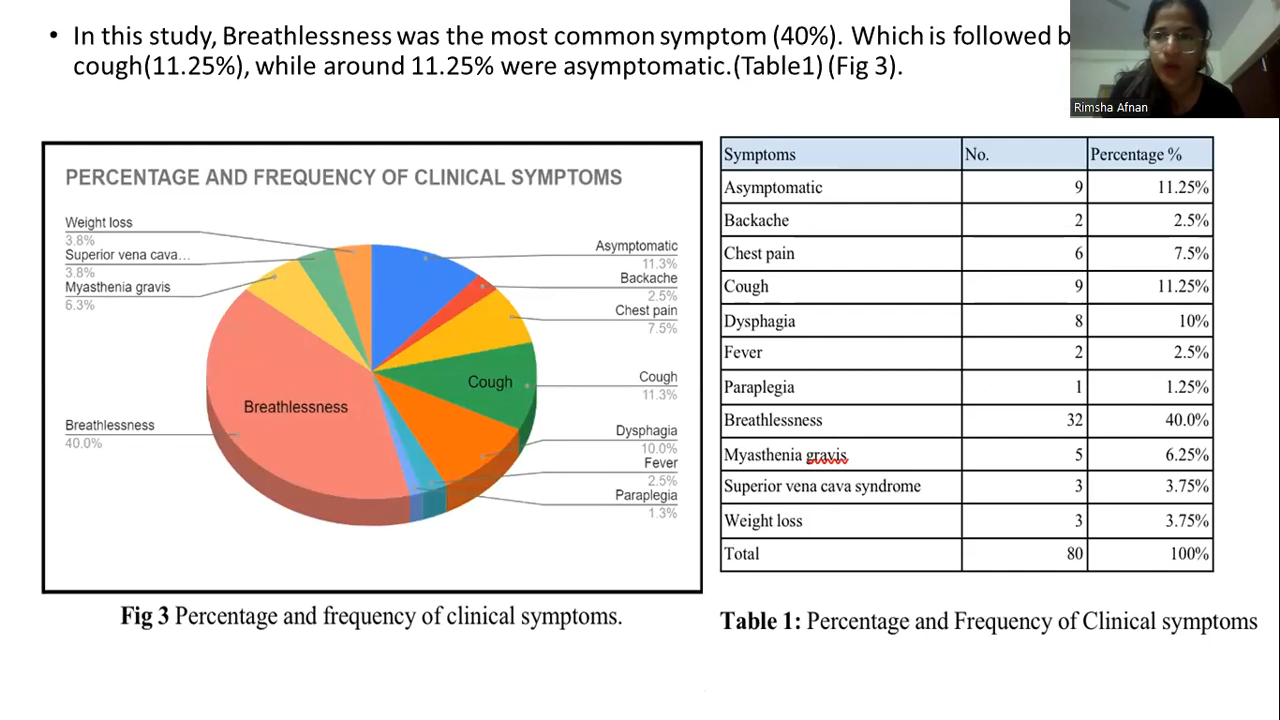 • In this study, Breathlessness was the most common symptom (40%). Which is followed
cough(11.25%), while around 11.25% were asymptomatic.(Table1) (Fig 3).
Rimsha Afnan
PERCENTAGE AND FREQUENCY OF CLINICAL SYMPTOMS
Weight loss
3.8%
Superior vena cava...
3.8%
Myasthenia gravis
6.3%
Breathlessness
40.0%
Asymptomatic
11.3%
Backache
2.5%
Chest pain
7.5%
Cough
11.3%
Dysphagia
10.0%
Fever
2.5%
Paraplegia
1.3%
Cough
Breathlessness
Fig 3 Percentage and frequency of clinical symptoms.
Symptoms No. Percentage %
Asymptomatic 9 11.25%
Backache 2 2.5%
Chest pain 6 7.5%
Cough 9 11.25%
Dysphagia 8 10%
Fever 2 2.5%
Paraplegia 1 1.25%
Breathlessness 32 40.0%
Myasthenia gravis 5 6.25%
Superior vena cava syndrome 3 3.75%
Weight loss 3 3.75%
Total 80 100%
Table 1: Percentage and Frequency of Clinical symptoms